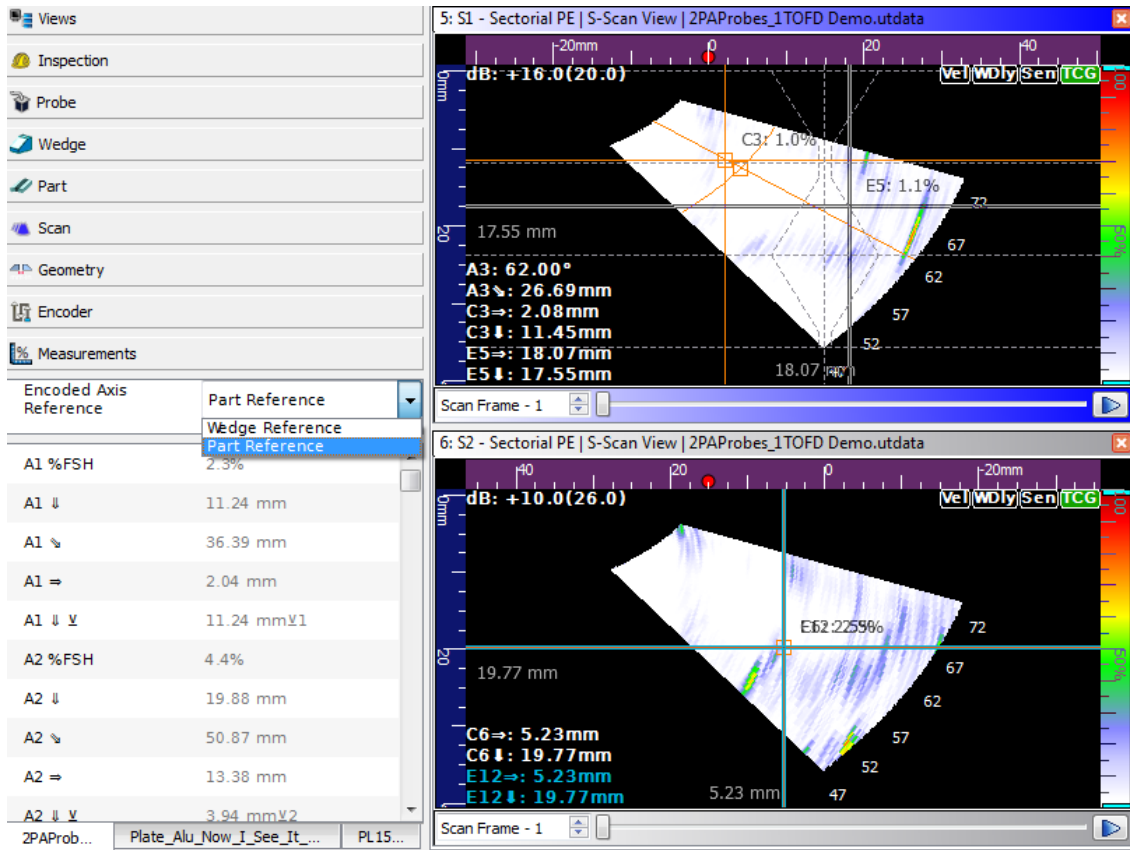 Views
Inspection
Probe
Wedge
Part
Scan
Geometry
Encoder
Measurements
Encoded Axis
Reference
Part Reference
Wedge Reference
Part Reference
A1 %FSH 2.3%
A1 ⇓ 11.24 mm
A1 ⇘ 36.39 mm
A1 ⇒ 2.04 mm
A1 ⇓ ⊻ 11.24 mm⊻1
A2 %FSH 4.4%
A2 ⇓ 19.88 mm
A2 ⇘ 50.87 mm
A2 ⇒ 13.38 mm
A2 ⇓ ⊻ 3.94 mm⊻2
2PAProb...
Plate_Alu_Now_I_See_It_...
PL15...
5: S1 - Sectorial PE | S-Scan View | 2PAProbes_1TOFD Demo.utdata
-20mm 0 20 40
0mm
dB: +16.0(20.0)
Vel WDly Sen TCG
100
C3: 1.0%
E5: 1.1%
72
20
17.55 mm
67
50%
62
57
52
A3: 62.00°
A3⇘: 26.69mm
C3⇒: 2.08mm
C3⬇: 11.45mm
E5⇒: 18.07mm
E5⬇: 17.55mm
18.07 mm
Scan Frame - 1
6: S2 - Sectorial PE | S-Scan View | 2PAProbes_1TOFD Demo.utdata
40 20 0 -20mm
0mm
dB: +10.0(26.0)
Vel WDly Sen TCG
100
72
20
19.77 mm
67
50%
62
57
52
47
C6⇒: 5.23mm
C6⬇: 19.77mm
E12⇒: 5.23mm
E12⬇: 19.77mm
5.23 mm
Scan Frame - 1